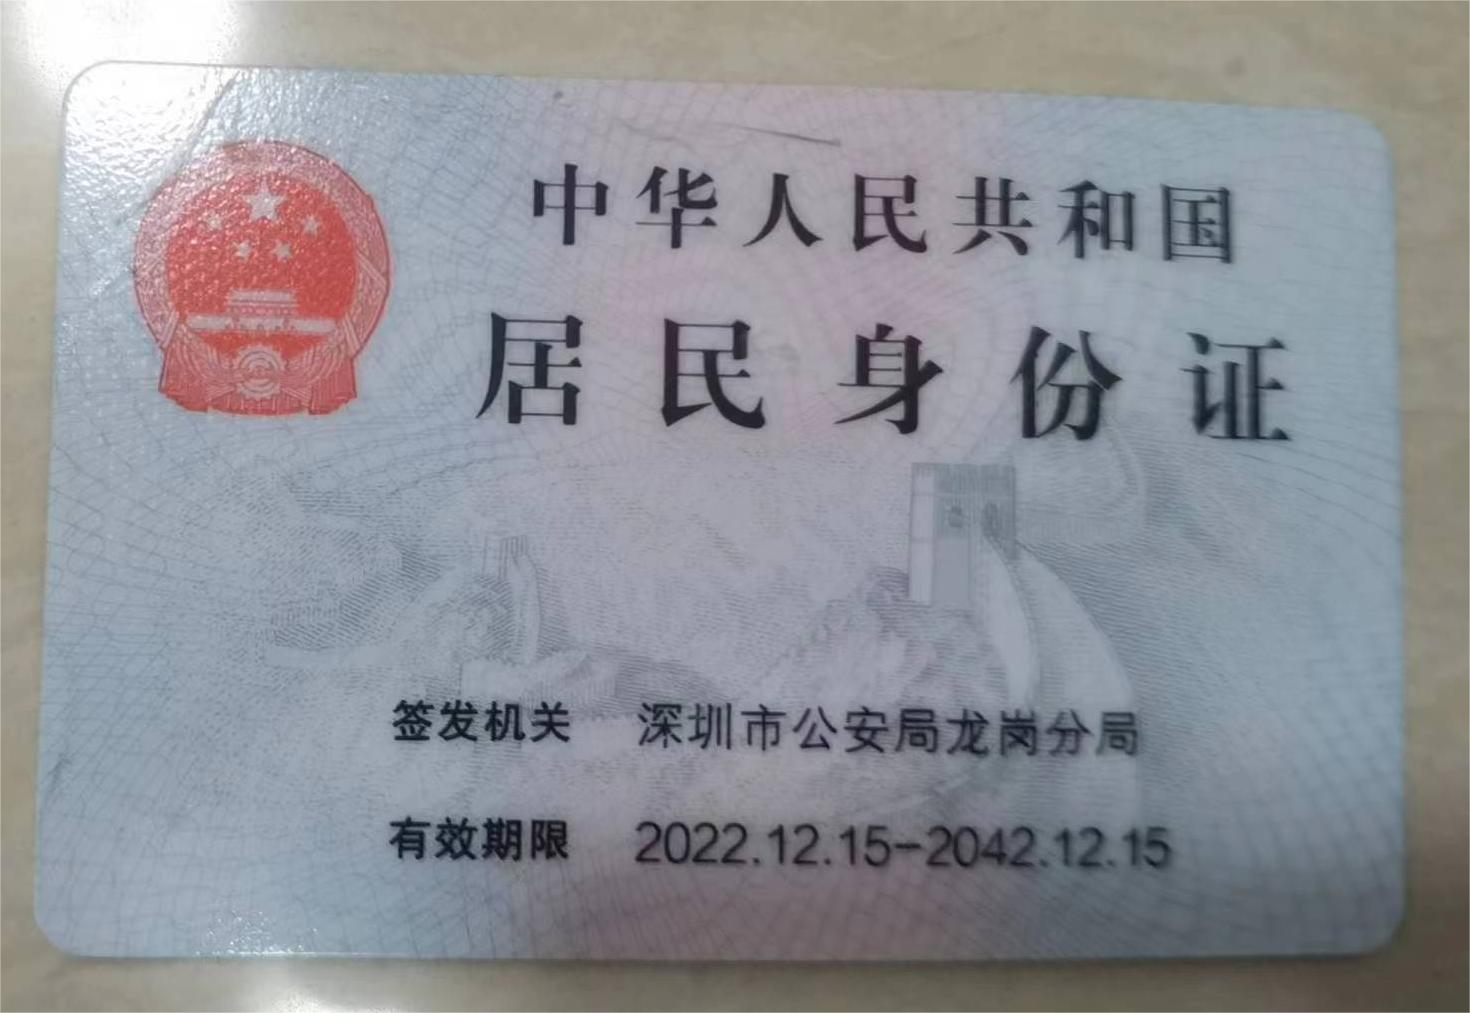 中华人民共和国
居民身份证
签发机关 深圳市公安局龙岗分局
有效期限 2022.12.15-2042.12.15